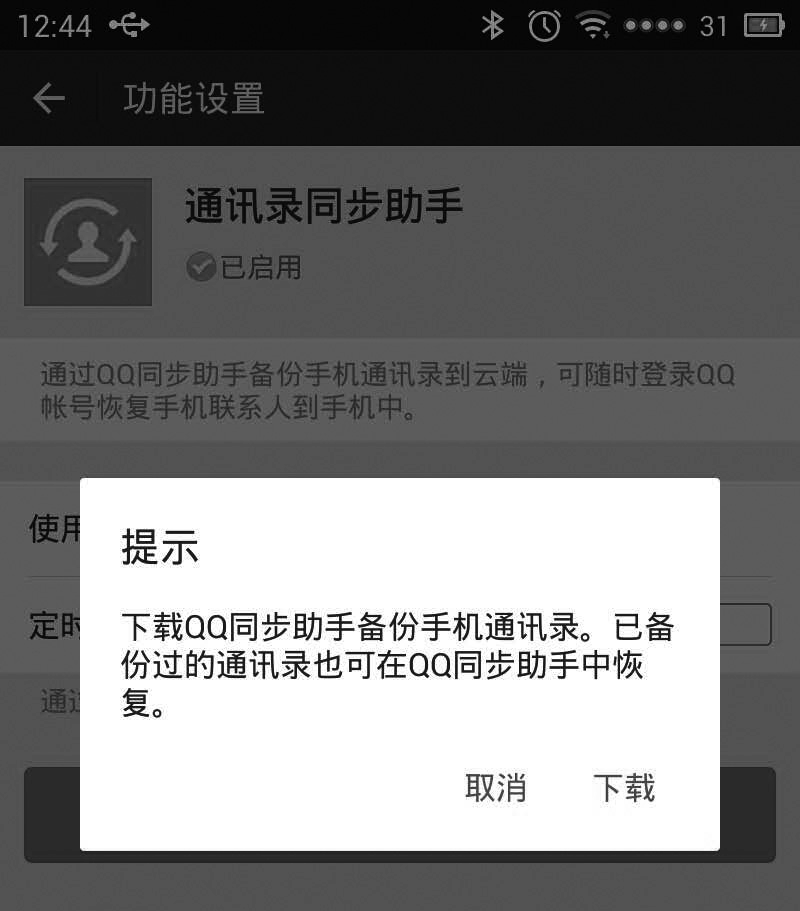 12:44
31
功能设置
通讯录同步助手
已启用
通过QQ同步助手备份手机通讯录到云端，可随时登录QQ
帐号恢复手机联系人到手机中。
使用
提示
定时
下载QQ同步助手备份手机通讯录。已备
份过的通讯录也可在QQ同步助手中恢
复。
通过
取消
下载